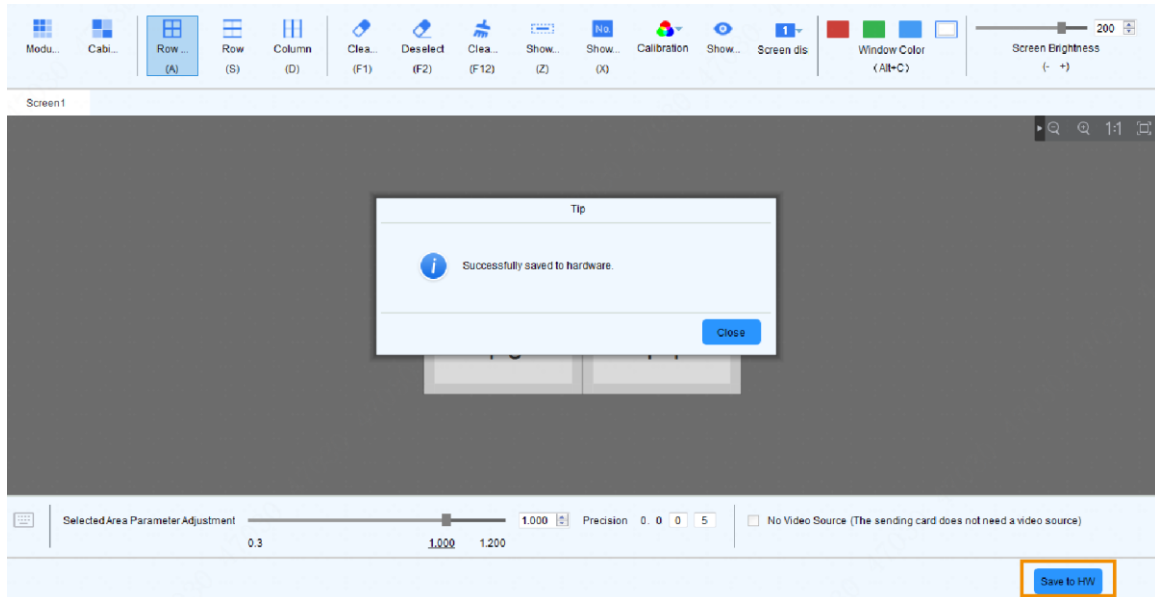 Modu... Cabi... Row ... Row Column Clea... Deselect Clea... Show... Show... Calibration Show... Screen dis Window Color Screen Brightness
No. 1 200
(A) (S) (D) (F1) (F2) (F12) (Z) (X) (Alt+C) (- +)
Screen1
1:1
Tip
Successfully saved to hardware.
Close
Selected Area Parameter Adjustment 1.000 Precision 0. 0 0 5 No Video Source (The sending card does not need a video source)
0.3 1.000 1.200
Save to HW